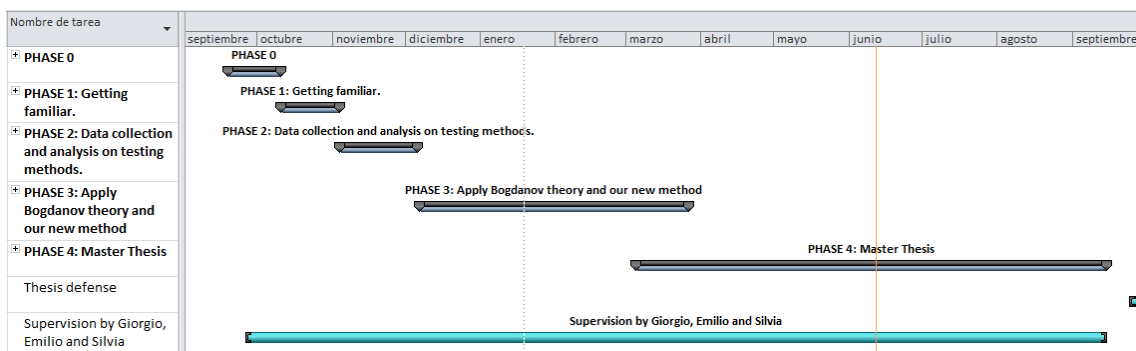 Nombre de tarea
septiembre octubre noviembre diciembre enero febrero marzo abril mayo junio julio agosto septiembre
PHASE 0
PHASE 0
PHASE 1: Getting
familiar.
PHASE 1: Getting familiar.
PHASE 2: Data collection
and analysis on testing
methods.
PHASE 2: Data collection and analysis on testing methods.
PHASE 3: Apply
Bogdanov theory and
our new method
PHASE 3: Apply Bogdanov theory and our new method
PHASE 4: Master Thesis
PHASE 4: Master Thesis
Thesis defense
Supervision by Giorgio,
Emilio and Silvia
Supervision by Giorgio, Emilio and Silvia